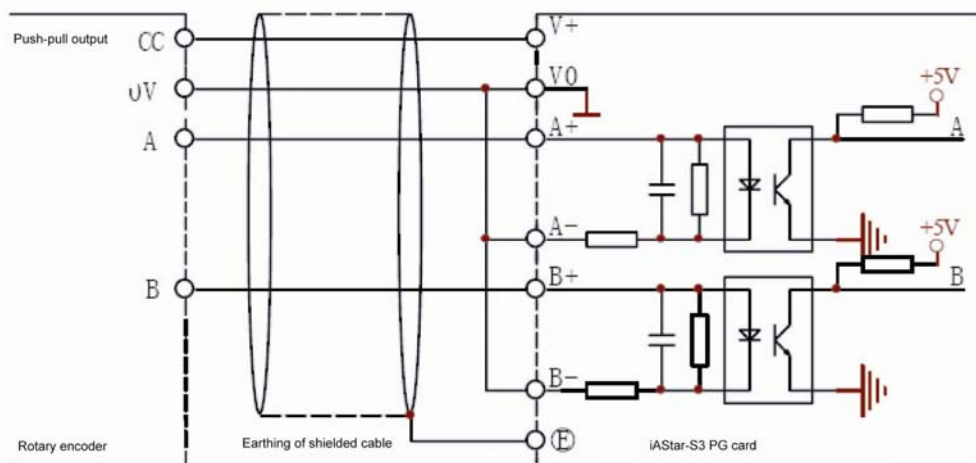 Push-pull output
CC
0V
A
B
V+
V0
A+
A-
B+
B-
E
+5V
A
+5V
B
Rotary encoder
Earthing of shielded cable
iAStar-S3 PG card